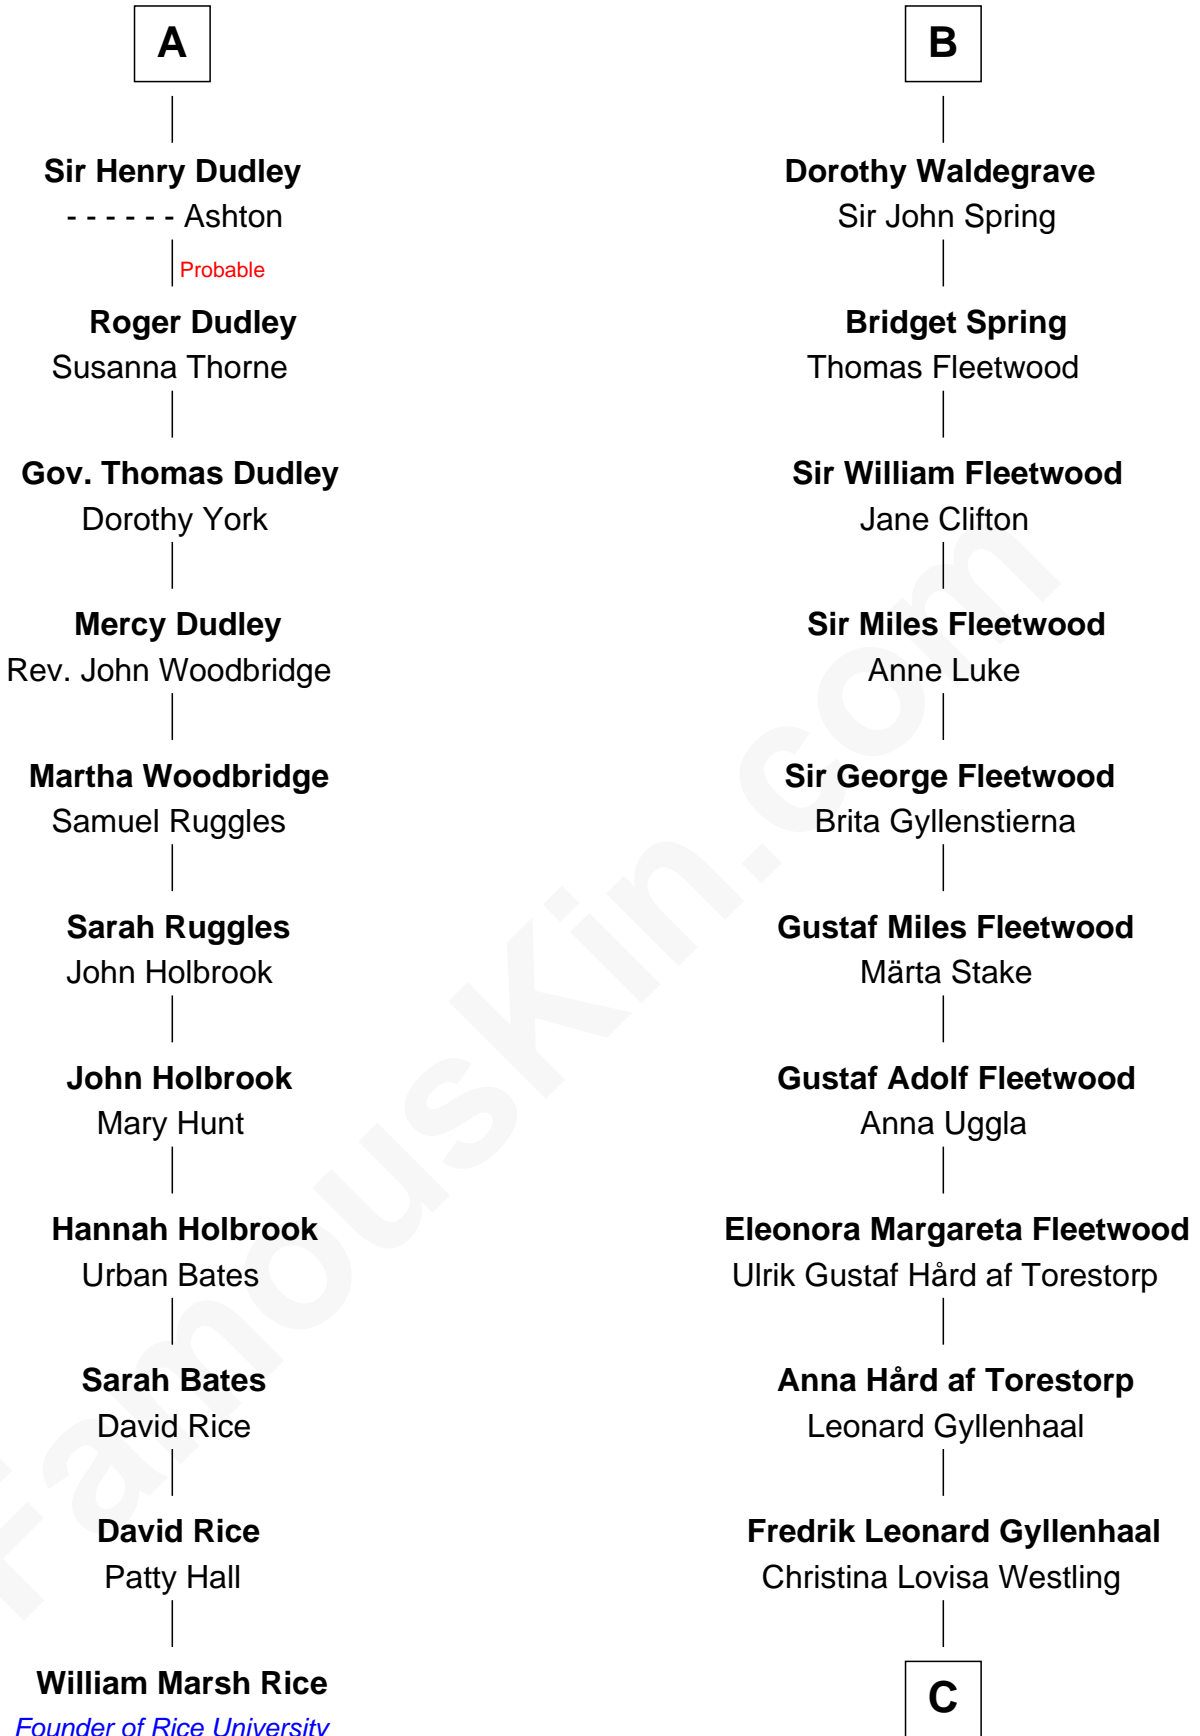 A
Sir Henry Dudley
- - - - - - Ashton
Probable
Roger Dudley
Susanna Thorne
Gov. Thomas Dudley
Dorothy York
Mercy Dudley
Rev. John Woodbridge
Martha Woodbridge
Samuel Ruggles
Sarah Ruggles
John Holbrook
John Holbrook
Mary Hunt
Hannah Holbrook
Urban Bates
Sarah Bates
David Rice
David Rice
Patty Hall
William Marsh Rice
Founder of Rice University
B
Dorothy Waldegrave
Sir John Spring
Bridget Spring
Thomas Fleetwood
Sir William Fleetwood
Jane Clifton
Sir Miles Fleetwood
Anne Luke
Sir George Fleetwood
Brita Gyllenstierna
Gustaf Miles Fleetwood
Märta Stake
Gustaf Adolf Fleetwood
Anna Uggla
Eleonora Margareta Fleetwood
Ulrik Gustaf Hård af Torestorp
Anna Hård af Torestorp
Leonard Gyllenhaal
Fredrik Leonard Gyllenhaal
Christina Lovisa Westling
C
FamousKin.com